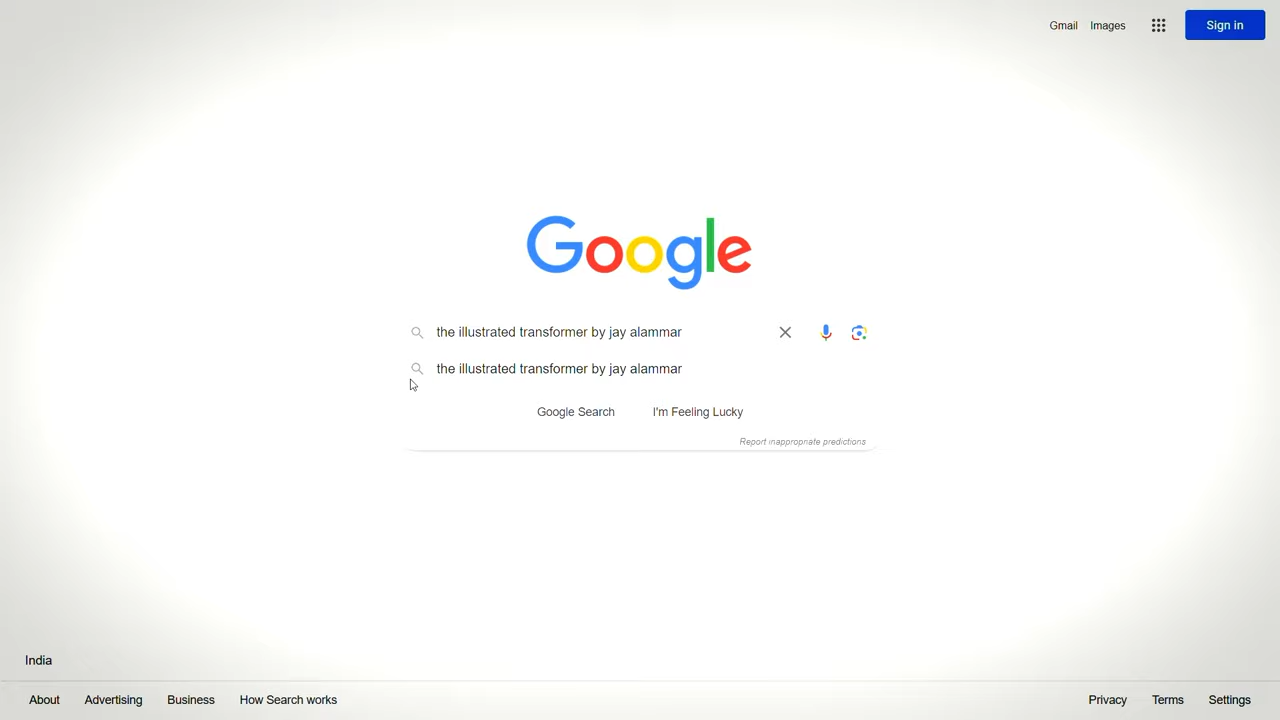 Gmail Images Sign in
Google
the illustrated transformer by jay alammar
the illustrated transformer by jay alammar
Google Search I'm Feeling Lucky
Report inappropriate predictions
India
About Advertising Business How Search works Privacy Terms Settings